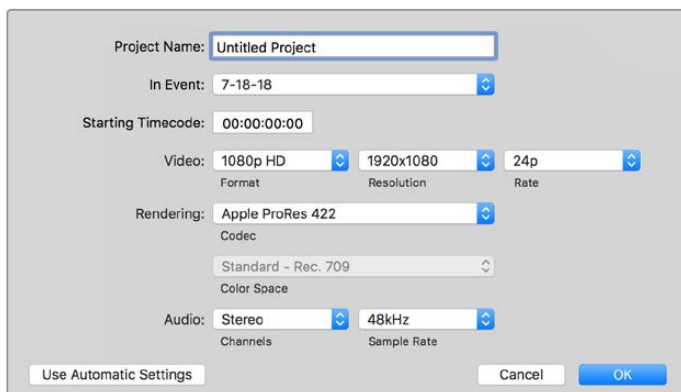 Project Name: Untitled Project
In Event: 7-18-18
Starting Timecode: 00:00:00:00
Video: 1080p HD 1920x1080 24p
Format Resolution Rate
Rendering: Apple ProRes 422
Codec
Standard - Rec. 709
Color Space
Audio: Stereo 48kHz
Channels Sample Rate
Use Automatic Settings Cancel OK